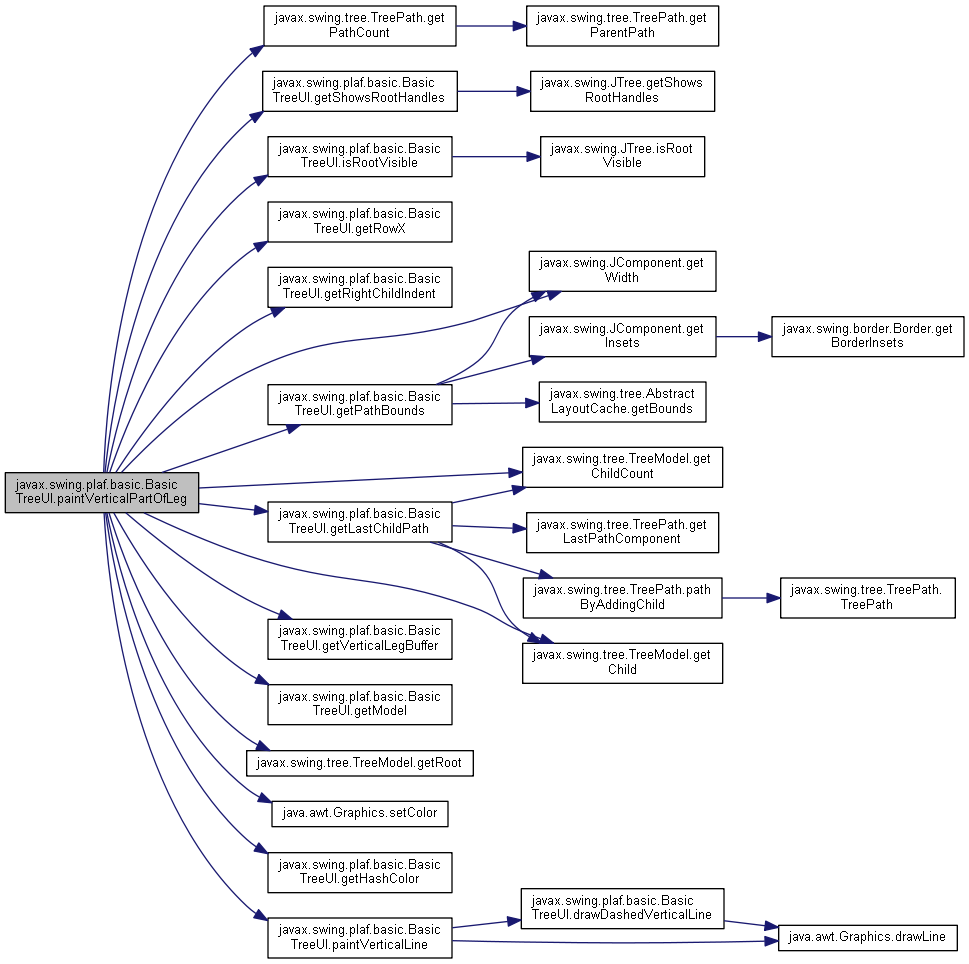 javax.swing.tree.TreePath.get
PathCount
javax.swing.tree.TreePath.get
ParentPath
javax.swing.plaf.basic.Basic
TreeUI.getShowsRootHandles
javax.swing.JTree.getShows
RootHandles
javax.swing.plaf.basic.Basic
TreeUI.isRootVisible
javax.swing.JTree.isRoot
Visible
javax.swing.plaf.basic.Basic
TreeUI.getRowX
javax.swing.plaf.basic.Basic
TreeUI.getRightChildIndent
javax.swing.JComponent.get
Width
javax.swing.JComponent.get
Insets
javax.swing.border.Border.get
BorderInsets
javax.swing.plaf.basic.Basic
TreeUI.getPathBounds
javax.swing.tree.Abstract
LayoutCache.getBounds
javax.swing.plaf.basic.Basic
TreeUI.paintVerticalPartOfLeg
javax.swing.tree.TreeModel.get
ChildCount
javax.swing.plaf.basic.Basic
TreeUI.getLastChildPath
javax.swing.tree.TreePath.get
LastPathComponent
javax.swing.tree.TreePath.path
ByAddingChild
javax.swing.tree.TreePath.
TreePath
javax.swing.plaf.basic.Basic
TreeUI.getVerticalLegBuffer
javax.swing.tree.TreeModel.get
Child
javax.swing.plaf.basic.Basic
TreeUI.getModel
javax.swing.tree.TreeModel.getRoot
java.awt.Graphics.setColor
javax.swing.plaf.basic.Basic
TreeUI.getHashColor
javax.swing.plaf.basic.Basic
TreeUI.paintVerticalLine
javax.swing.plaf.basic.Basic
TreeUI.drawDashedVerticalLine
java.awt.Graphics.drawLine